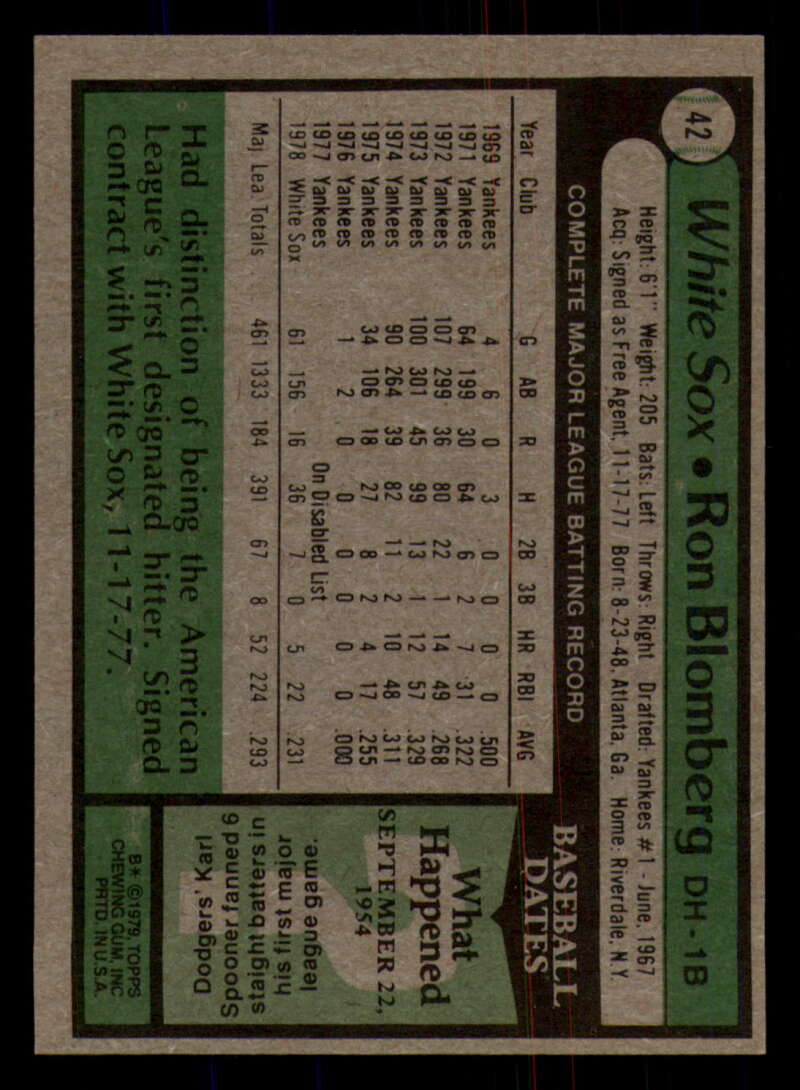 42
White Sox • Ron Blomberg DH - 1B
Height: 6'1" Weight: 205 Bats: Left Throws: Right Drafted: Yankees #1 - June, 1967
Acq: Signed as Free Agent, 11-17-77 Born: 8-23-48, Atlanta, Ga. Home: Riverdale, N.Y.
COMPLETE MAJOR LEAGUE BATTING RECORD
Year Club G AB R H 2B 3B HR RBI AVG
1969 Yankees 4 6 0 3 0 0 0 0 .500
1971 Yankees 64 199 30 64 6 2 7 31 .322
1972 Yankees 107 299 36 80 22 1 14 49 .268
1973 Yankees 100 301 45 99 13 1 12 57 .329
1974 Yankees 90 264 39 82 11 2 10 48 .311
1975 Yankees 34 106 18 27 8 2 4 17 .255
1976 Yankees 1 2 0 0 0 0 0 0 .000
1977 Yankees On Disabled List
1978 White Sox 61 156 16 36 7 0 5 22 .231
Maj. Lea. Totals 461 1333 184 391 67 8 52 224 .293
Had distinction of being the American
League's first designated hitter. Signed
contract with White Sox, 11-17-77.
BASEBALL
DATES
What
Happened
SEPTEMBER 22,
1954
Dodgers' Karl
Spooner fanned 6
staight batters in
his first major
league game.
B* © 1979 TOPPS
CHEWING GUM, INC.
PRTD. IN U.S.A.